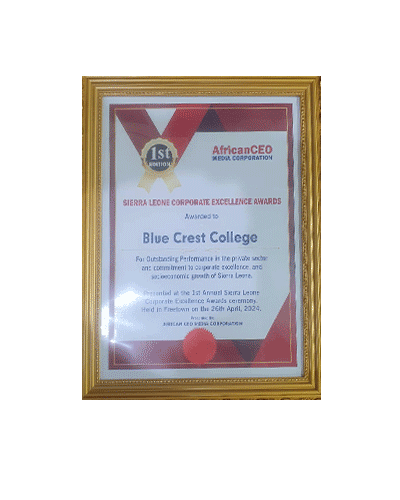 1st
EDITION
AfricanCEO
MEDIA CORPORATION
SIERRA LEONE CORPORATE EXCELLENCE AWARDS
Awarded to
Blue Crest College
For Outstanding Performance in the private sector
and commitment to corporate excellence, and
socioeconomic growth of Sierra Leone.
Presented at the 1st Annual Sierra Leone
Corporate Excellence Awards ceremony.
Held in Freetown on the 26th April, 2024.
AFRICAN CEO MEDIA CORPORATION